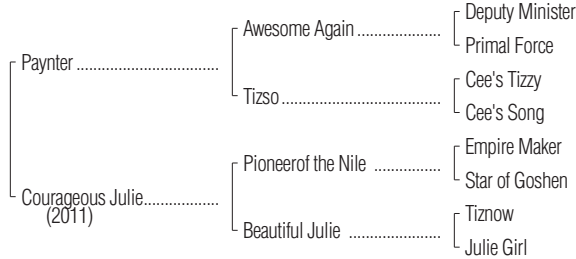 Deputy Minister
Awesome Again ....................
Primal Force
Paynter ..................................
Cee's Tizzy
Tizso ......................................
Cee's Song
Empire Maker
Pioneerof the Nile ................
Star of Goshen
Courageous Julie..................
(2011)
Tiznow
Beautiful Julie ......................
Julie Girl